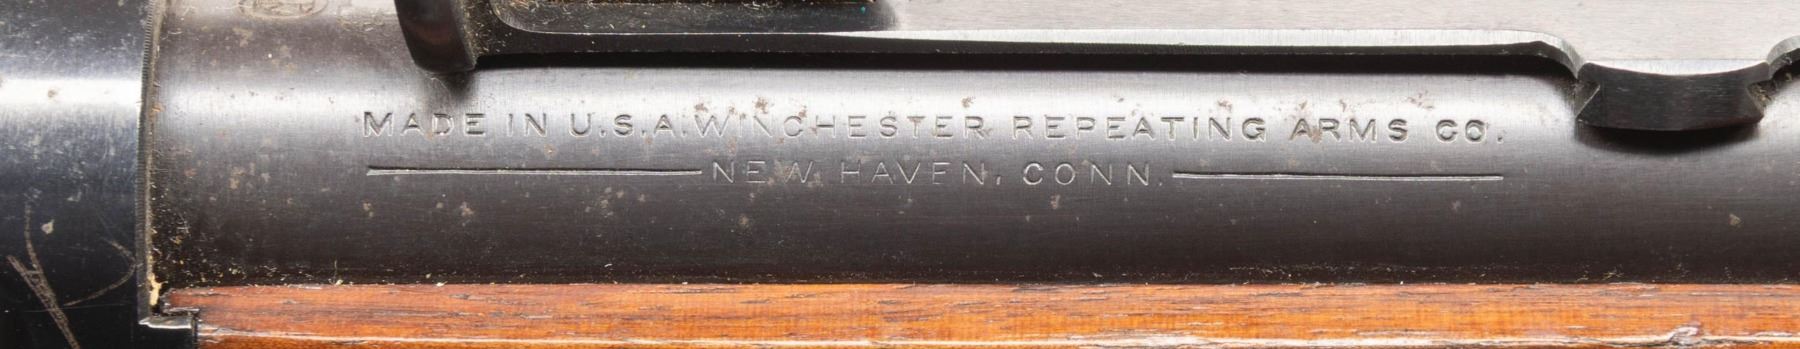 MADE IN U.S.A. WINCHESTER REPEATING ARMS CO.
NEW HAVEN, CONN.